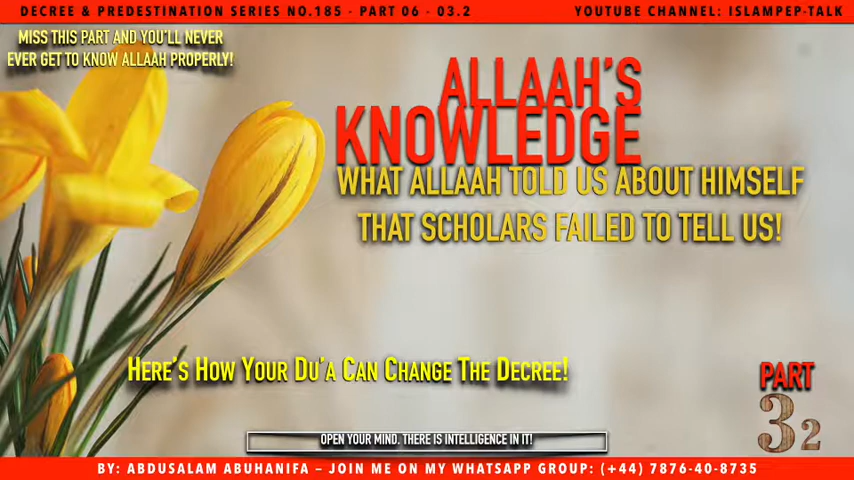 DECREE & PREDESTINATION SERIES NO.185 - PART 06 - 03.2
YOUTUBE CHANNEL: ISLAMPEP-TALK
MISS THIS PART AND YOU'LL NEVER
EVER GET TO KNOW ALLAAH PROPERLY!
ALLAAH'S
KNOWLEDGE
WHAT ALLAAH TOLD US ABOUT HIMSELF
THAT SCHOLARS FAILED TO TELL US!
HERE'S HOW YOUR DU'A CAN CHANGE THE DECREE!
PART
3 2
OPEN YOUR MIND. THERE IS INTELLIGENCE IN IT!
BY: ABDUSALAM ABUHANIFA – JOIN ME ON MY WHATSAPP GROUP: (+44) 7876-40-8735